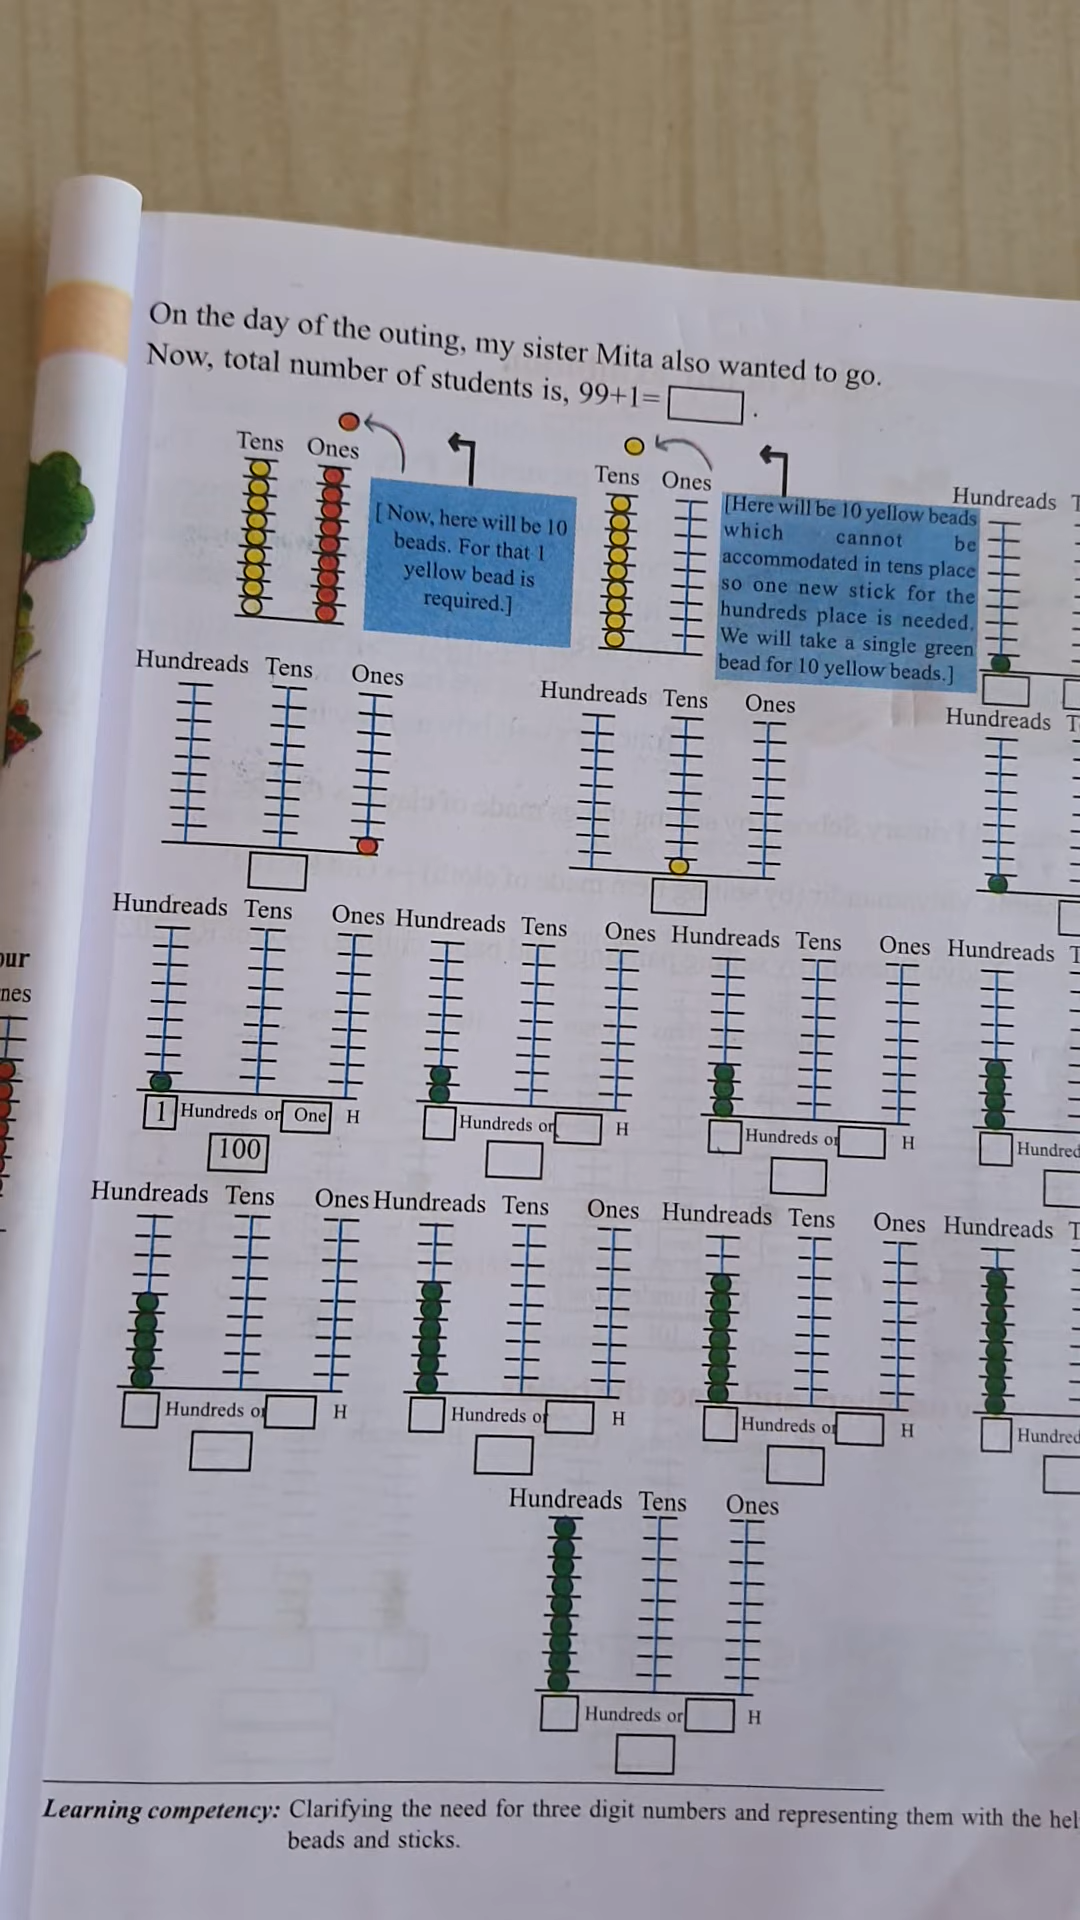 On the day of the outing, my sister Mita also wanted to go.
Now, total number of students is, 99+1= .
Tens Ones
[ Now, here will be 10
beads. For that 1
yellow bead is
required.]
Tens Ones
[Here will be 10 yellow beads
which cannot be
accommodated in tens place
so one new stick for the
hundreds place is needed.
We will take a single green
bead for 10 yellow beads.]
Hundreds T
Hundreds Tens Ones
Hundreds Tens Ones
Hundreds T
Hundreds Tens Ones Hundreds Tens Ones Hundreds Tens Ones Hundreds T
1 Hundreds or One H
100
Hundreds or H
Hundreds or H
Hundred
Hundreds Tens Ones Hundreds Tens Ones Hundreds Tens Ones Hundreds T
Hundreds or H
Hundreds or H
Hundreds or H
Hundred
Hundreds Tens Ones
Hundreds or H
Learning competency: Clarifying the need for three digit numbers and representing them with the hel
beads and sticks.
our
nes